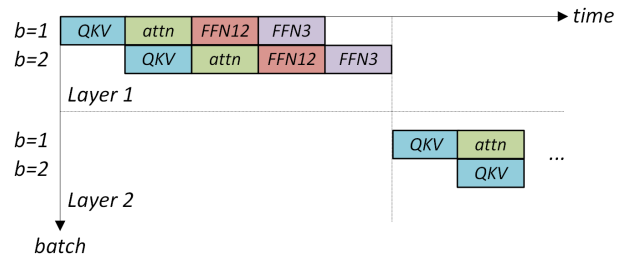 time
b=1 QKV attn FFN12 FFN3
b=2 QKV attn FFN12 FFN3
Layer 1
b=1 QKV attn
b=2 QKV ...
Layer 2
batch